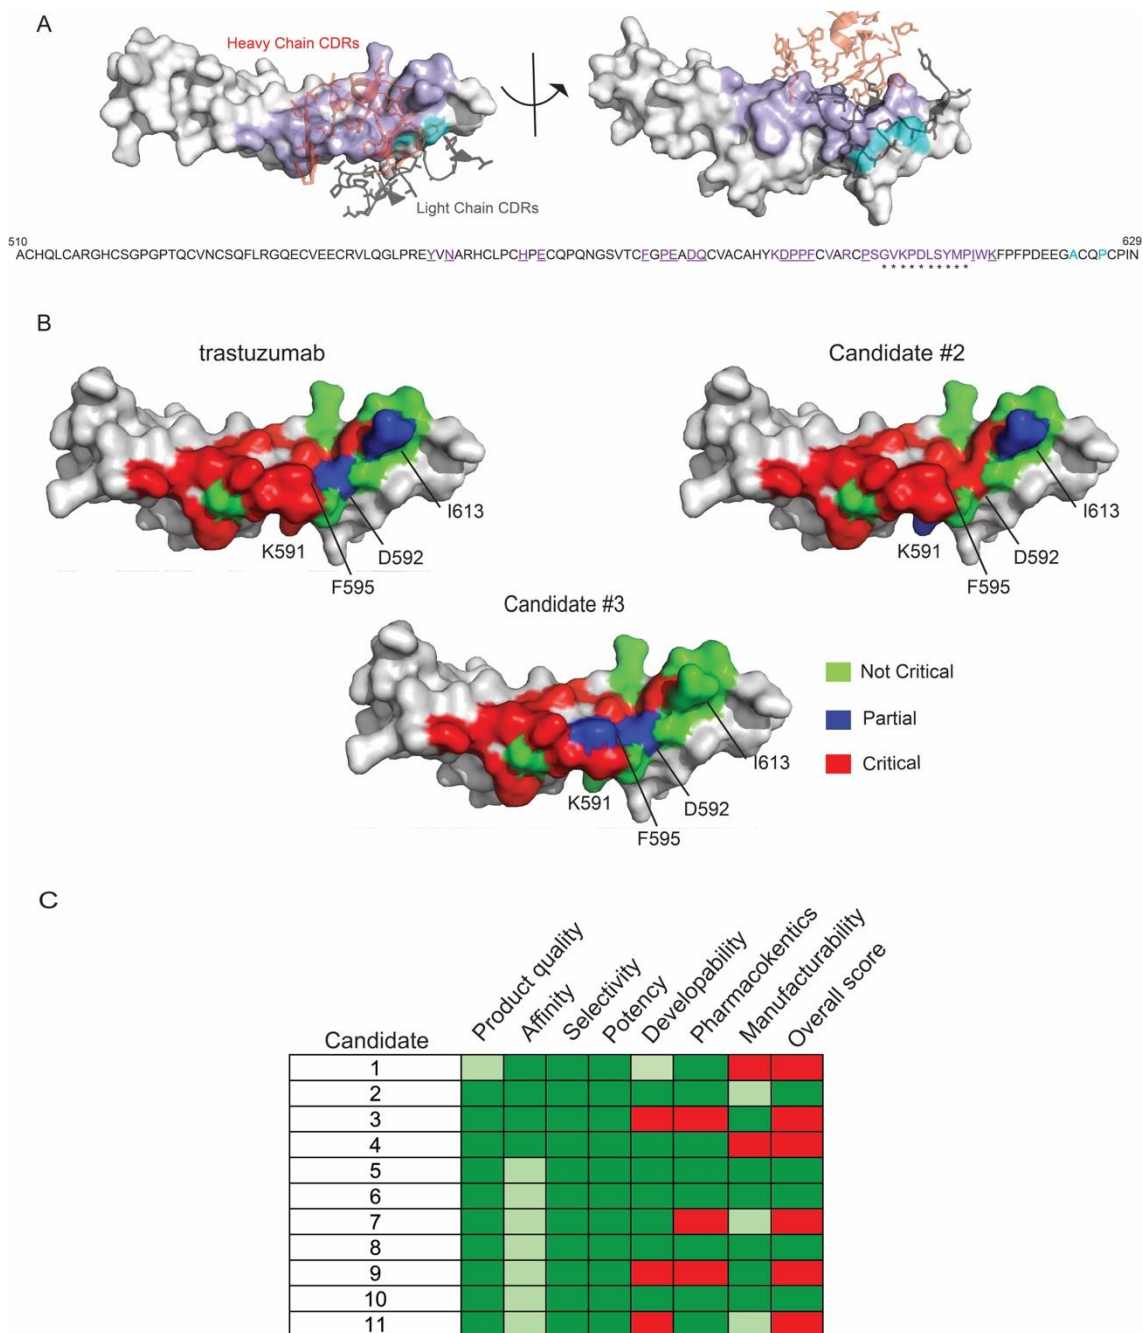 A
Heavy Chain CDRs
Light Chain CDRs
510
629
ACHQLCARGHCSGPGPTQCVNCSQFLRGQECVEECRVLQGLPREYVNARHCLPCHPECQPQNGSVTCFGPEADQCVACAHYKDPPFCVARCPSGVKPDLSYMPIWKFPFPDEEGACQPCPIN
**********
B
trastuzumab
I613
K591
D592
F595
Candidate #2
I613
K591
D592
F595
Candidate #3
I613
K591
D592
F595
Not Critical
Partial
Critical
C
Candidate
Product quality
Affinity
Selectivity
Potency
Developability
Pharmacokentics
Manufacturability
Overall score
1
2
3
4
5
6
7
8
9
10
11